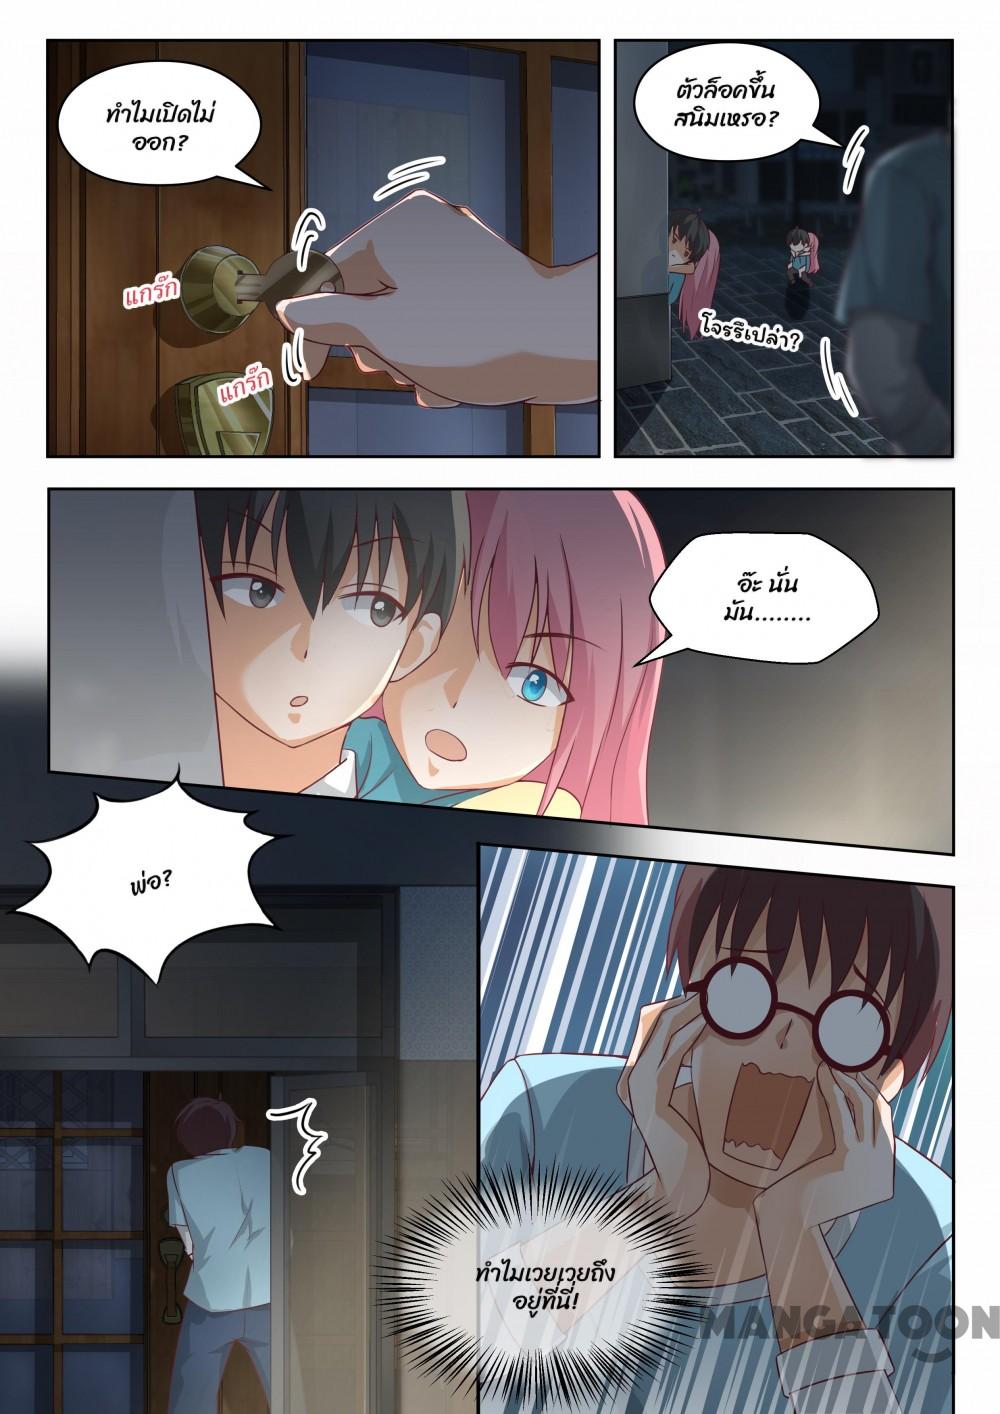 ทำไมเปิดไม่
ออก?
แกร๊ก
แกร๊ก
ตัวล็อคขึ้น
สนิมเหรอ?
โจรรึเปล่า?
อ๊ะ นั่น
มัน........
พ่อ?
ทำไมเวยเวยถึง
อยู่ที่นี่!
MANGATOON